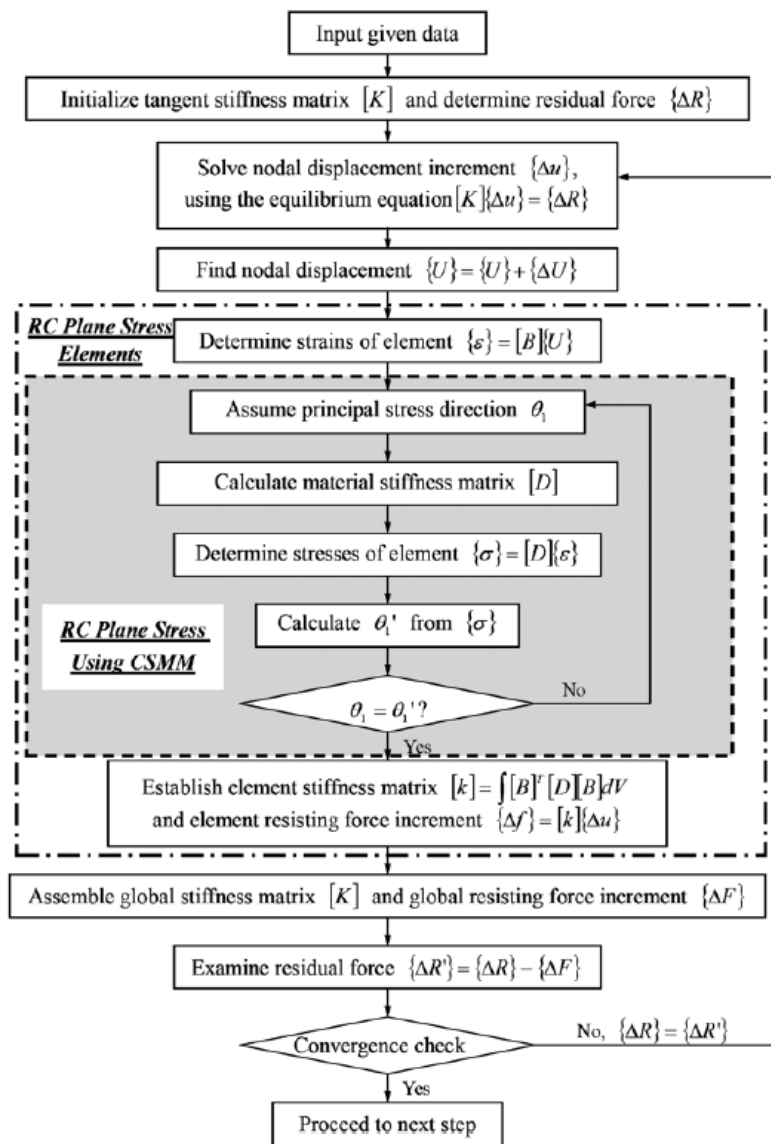 Input given data
Initialize tangent stiffness matrix [K] and determine residual force {ΔR}
Solve nodal displacement increment {Δu},
using the equilibrium equation[K]{Δu} = {ΔR}
Find nodal displacement {U} = {U} + {ΔU}
RC Plane Stress
Elements
Determine strains of element {ε} = [B]{U}
Assume principal stress direction θ₁
Calculate material stiffness matrix [D]
Determine stresses of element {σ} = [D]{ε}
Calculate θ₁' from {σ}
RC Plane Stress
Using CSMM
θ₁ = θ₁'?
No
Yes
Establish element stiffness matrix [k] = ∫[B]ᵀ[D][B]dV
and element resisting force increment {Δf} = [k]{Δu}
Assemble global stiffness matrix [K] and global resisting force increment {ΔF}
Examine residual force {ΔR'} = {ΔR} − {ΔF}
Convergence check
No, {ΔR} = {ΔR'}
Yes
Proceed to next step